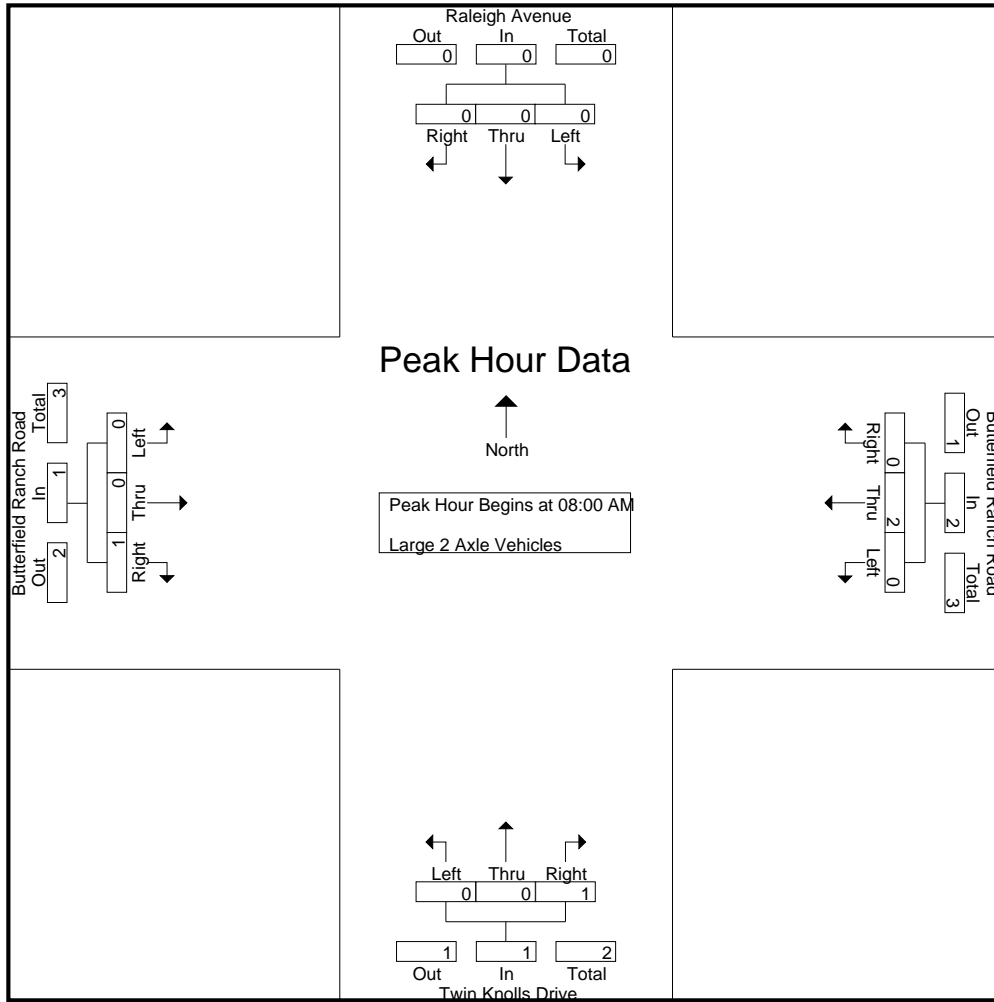 Raleigh Avenue
Out In Total
0 0 0
0 0 0
Right Thru Left
Peak Hour Data
North
Peak Hour Begins at 08:00 AM
Large 2 Axle Vehicles
Butterfield Ranch Road
Out In Total
2 1 3
Right Thru Left
1 0 0
Butterfield Ranch Road
Out In Total
1 2 3
Right Thru Left
0 2 0
Left Thru Right
0 0 1
1 1 2
Out In Total
Twin Knolls Drive